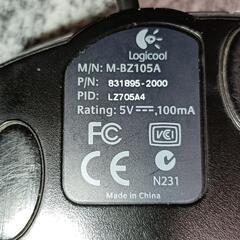 Logicool
M/N: M-BZ105A
P/N: 831895-2000
PID: LZ705A4
Rating: 5V⎓,100mA
FC VCI
CE N231
Made in China